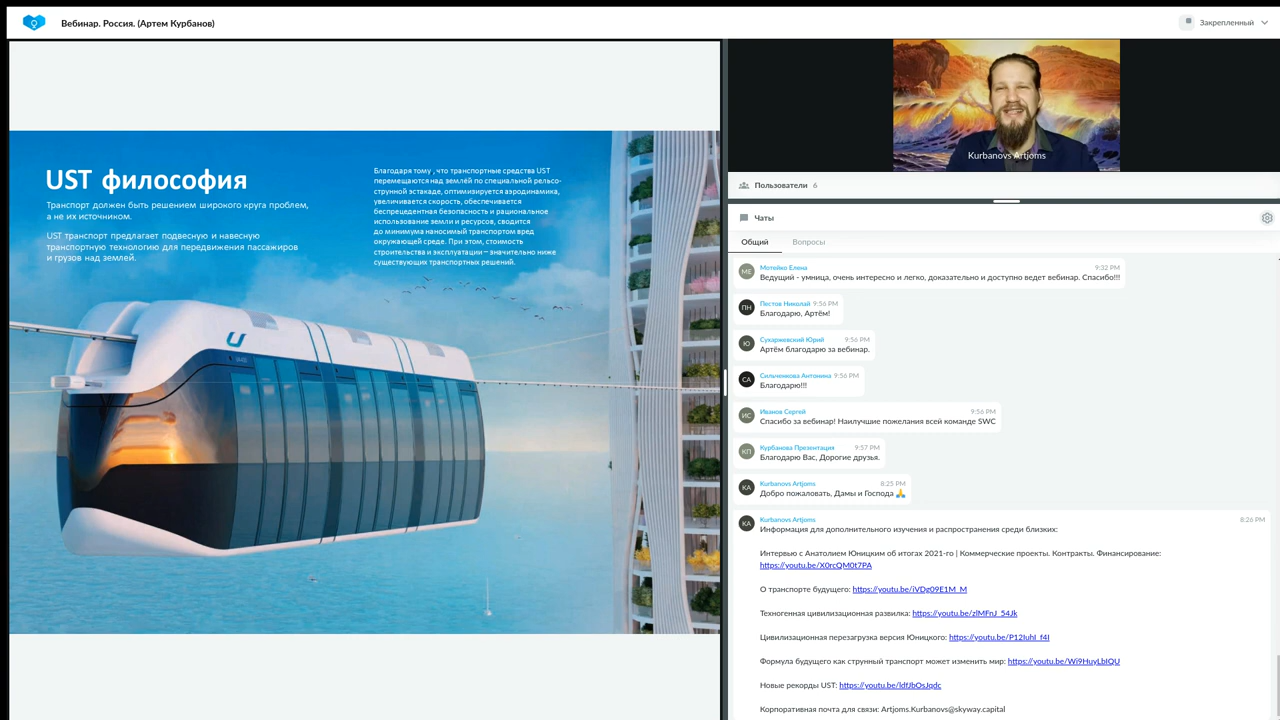 Вебинар. Россия. (Артем Курбанов)
Закрепленный
UST философия
Транспорт должен быть решением широкого круга проблем,
а не их источником.
UST транспорт предлагает подвесную и навесную
транспортную технологию для передвижения пассажиров
и грузов над землей.
Благодаря тому , что транспортные средства UST
перемещаются над землёй по специальной рельсо-
струнной эстакаде, оптимизируется аэродинамика,
увеличивается скорость, обеспечивается
беспрецедентная безопасность и рациональное
использование земли и ресурсов, сводится
до минимума наносимый транспортом вред
окружающей среде. При этом, стоимость
строительства и эксплуатации – значительно ниже
существующих транспортных решений.
Kurbanovs Artjoms
Пользователи 6
Чаты
Общий Вопросы
ME Мотейко Елена 9:32 PM
Ведущий - умница, очень интересно и легко, доказательно и доступно ведет вебинар. Спасибо!!!
ПН Пестов Николай 9:56 PM
Благодарю, Артём!
Ю Сукаржевский Юрий 9:56 PM
Артём благодарю за вебинар.
СА Сильченкова Антонина 9:56 PM
Благодарю!!!
ИС Иванов Сергей 9:56 PM
Спасибо за вебинар! Наилучшие пожелания всей команде SWC
КП Курбанова Презентация 9:57 PM
Благодарю Вас, Дорогие друзья.
KA Kurbanovs Artjoms 8:25 PM
Добро пожаловать, Дамы и Господа 🙏
KA Kurbanovs Artjoms 8:26 PM
Информация для дополнительного изучения и распространения среди близких:
Интервью с Анатолием Юницким об итогах 2021-го | Коммерческие проекты. Контракты. Финансирование:
https://youtu.be/X0rcQM0t7PA
О транспорте будущего: https://youtu.be/iVDg09E1M_M
Техногенная цивилизационная развилка: https://youtu.be/zlMFnJ_54Jk
Цивилизационная перезагрузка версия Юницкого: https://youtu.be/P12IuhI_f4I
Формула будущего как струнный транспорт может изменить мир: https://youtu.be/Wi9HuyLbIQU
Новые рекорды UST: https://youtu.be/ldfJbOsJqdc
Корпоративная почта для связи: Artjoms.Kurbanovs@skyway.capital